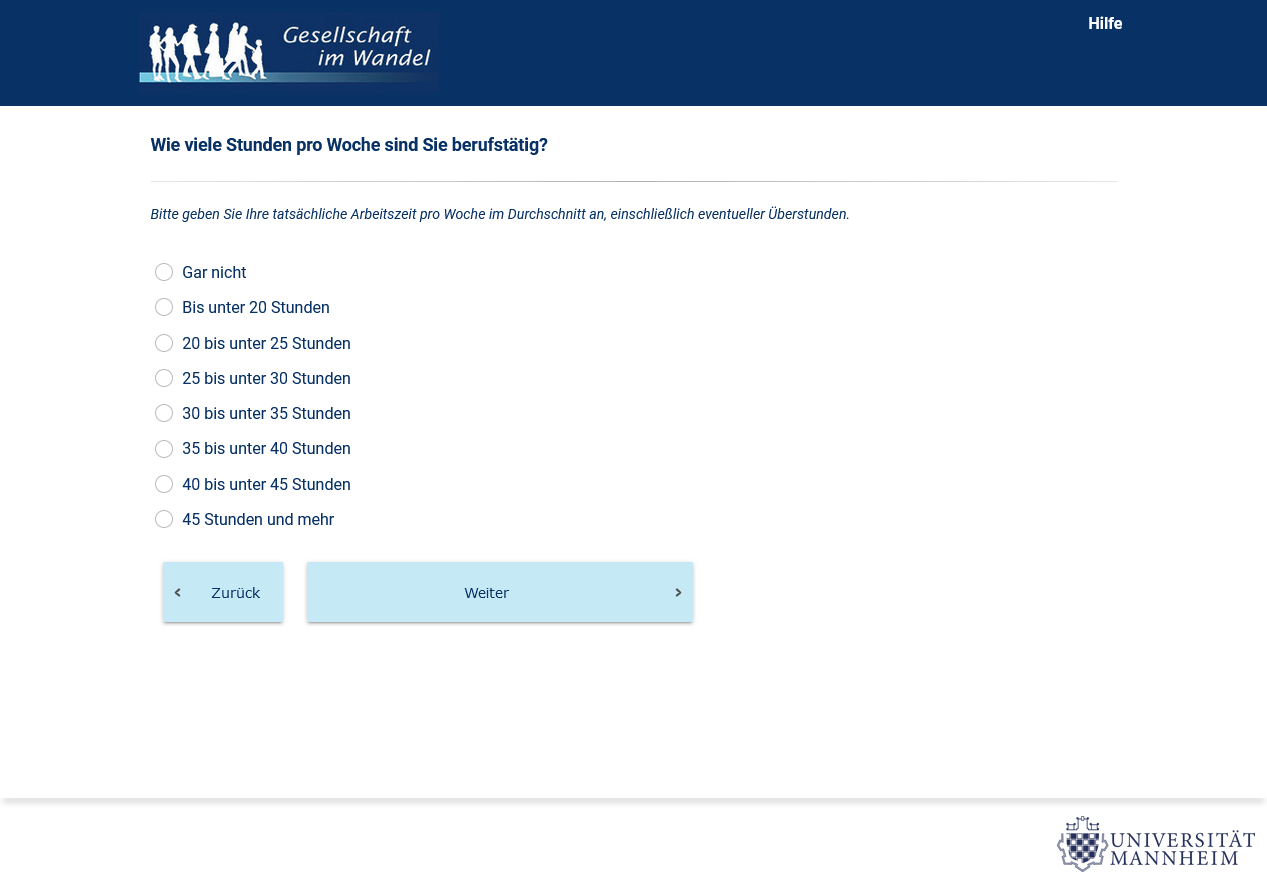 Gesellschaft
im Wandel
Hilfe
Wie viele Stunden pro Woche sind Sie berufstätig?
Bitte geben Sie Ihre tatsächliche Arbeitszeit pro Woche im Durchschnitt an, einschließlich eventueller Überstunden.
Gar nicht
Bis unter 20 Stunden
20 bis unter 25 Stunden
25 bis unter 30 Stunden
30 bis unter 35 Stunden
35 bis unter 40 Stunden
40 bis unter 45 Stunden
45 Stunden und mehr
Zurück
Weiter
UNIVERSITÄT
MANNHEIM